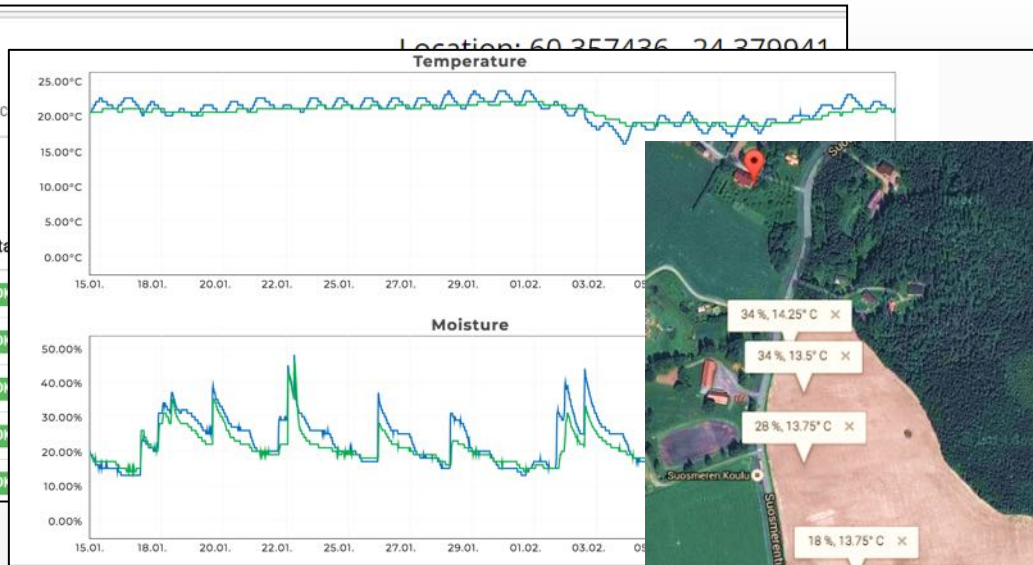 Location: 60.357436 24.379941
Temperature
25.00°C
20.00°C
15.00°C
10.00°C
5.00°C
0.00°C
15.01. 18.01. 20.01. 22.01. 25.01. 27.01. 29.01. 01.02. 03.02.
Moisture
50.00%
40.00%
30.00%
20.00%
10.00%
0.00%
15.01. 18.01. 20.01. 22.01. 25.01. 27.01. 29.01. 01.02. 03.02.
34 %, 14.25° C ×
34 %, 13.5° C ×
28 %, 13.75° C ×
Suosmeren Koulu
18 %, 13.75° C ×